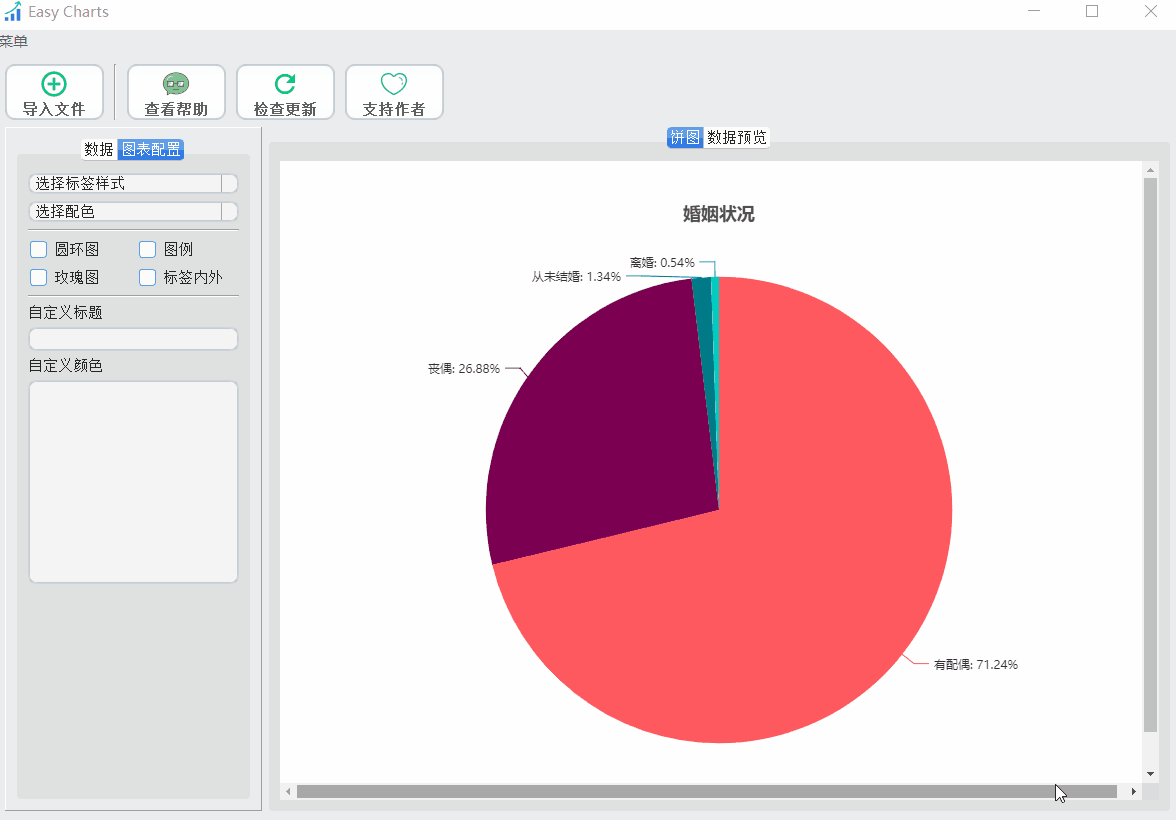 Easy Charts
菜单
导入文件 查看帮助 检查更新 支持作者
数据 图表配置
选择标签样式
选择配色
圆环图 图例
玫瑰图 标签内外
自定义标题
自定义颜色
饼图 数据预览
婚姻状况
离婚: 0.54%
从未结婚: 1.34%
丧偶: 26.88%
有配偶: 71.24%